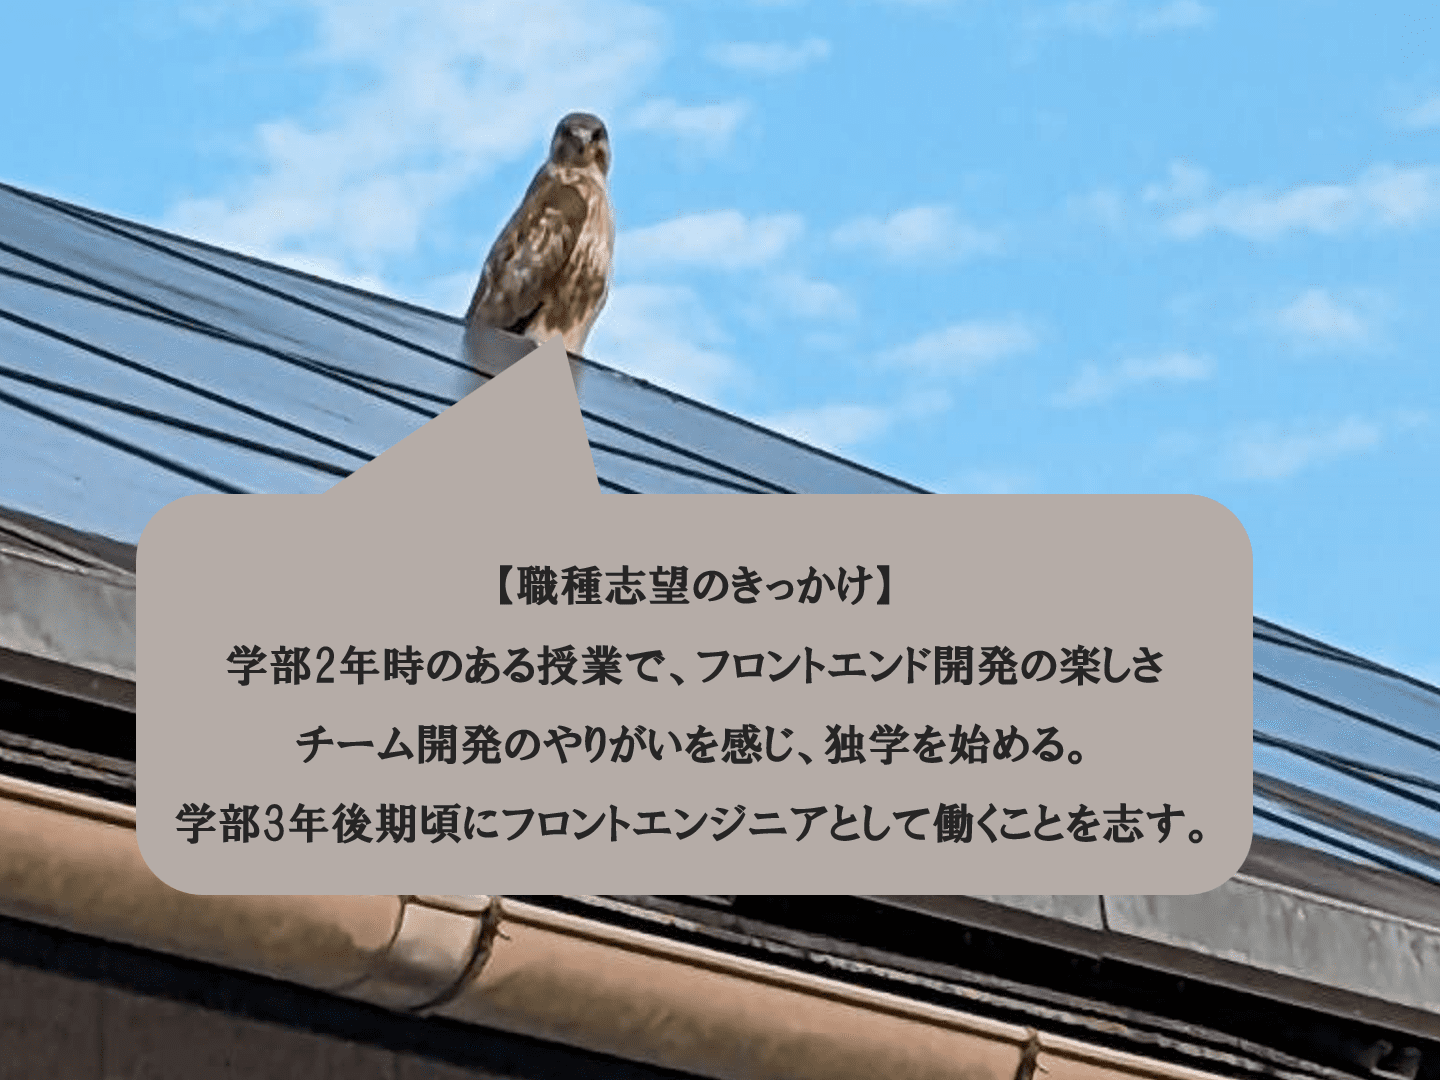 【職種志望のきっかけ】
学部2年時のある授業で、フロントエンド開発の楽しさ
チーム開発のやりがいを感じ、独学を始める。
学部3年後期頃にフロントエンジニアとして働くことを志す。